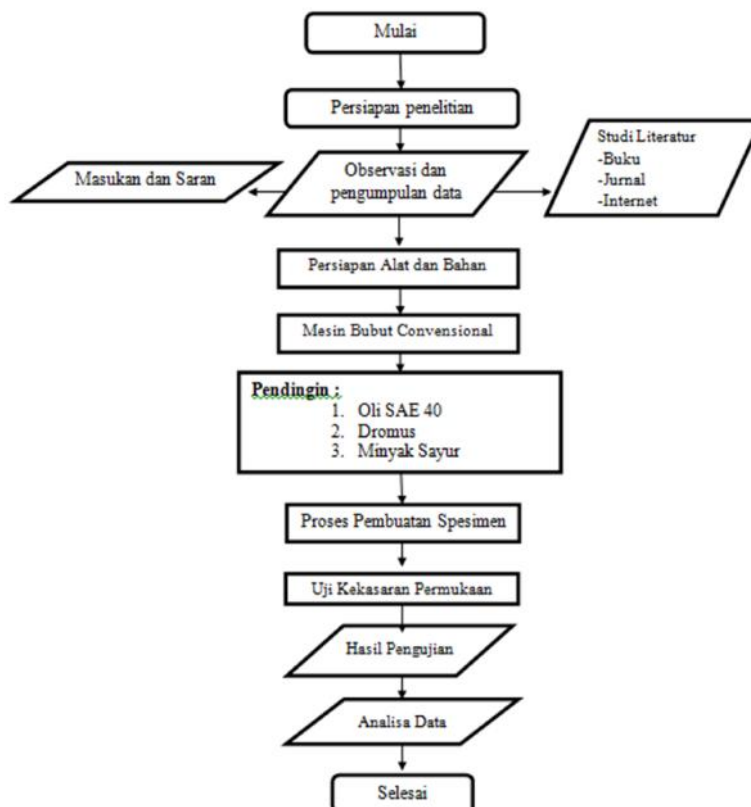 Mulai
Persiapan penelitian
Masukan dan Saran
Observasi dan
pengumpulan data
Studi Literatur
-Buku
-Jurnal
-Internet
Persiapan Alat dan Bahan
Mesin Bubut Convensional
Pendingin :
1. Oli SAE 40
2. Dromus
3. Minyak Sayur
Proses Pembuatan Spesimen
Uji Kekasaran Permukaan
Hasil Pengujian
Analisa Data
Selesai